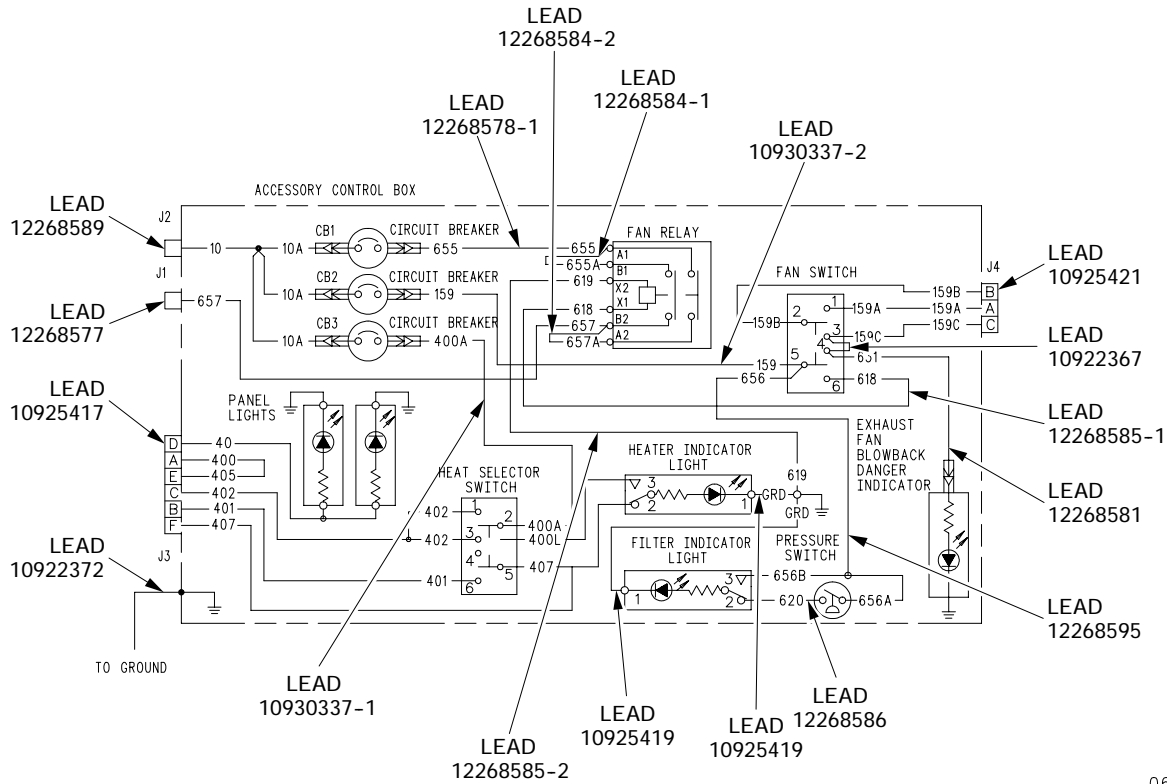 LEAD
12268584-2
LEAD
12268584-1
LEAD
12268578-1
LEAD
10930337-2
ACCESSORY CONTROL BOX
LEAD
12268589
J2
10
10A
CB1
CIRCUIT BREAKER
655
655
FAN RELAY
A1
655A
B1
619
X2
X1
618
657
B2
657A
A2
J1
657
LEAD
12268577
10A
CB2
CIRCUIT BREAKER
159
10A
CB3
CIRCUIT BREAKER
400A
FAN SWITCH
1
2
3
4
5
6
159B
159
656
159B
159A
159C
631
618
J4
B
A
C
LEAD
10925421
LEAD
10922367
LEAD
12268585-1
LEAD
10925417
PANEL
LIGHTS
D
A
E
C
B
F
40
400
405
402
401
407
J3
HEAT SELECTOR
SWITCH
402
402
401
1
2
3
4
5
6
400A
400L
407
HEATER INDICATOR
LIGHT
3
2
1
GRD
619
GRD
EXHAUST
FAN
BLOWBACK
DANGER
INDICATOR
LEAD
12268581
FILTER INDICATOR
LIGHT
1
3
2
PRESSURE
SWITCH
656B
620
656A
LEAD
10922372
TO GROUND
LEAD
12268595
LEAD
10930337-1
LEAD
12268585-2
LEAD
10925419
LEAD
10925419
LEAD
12268586